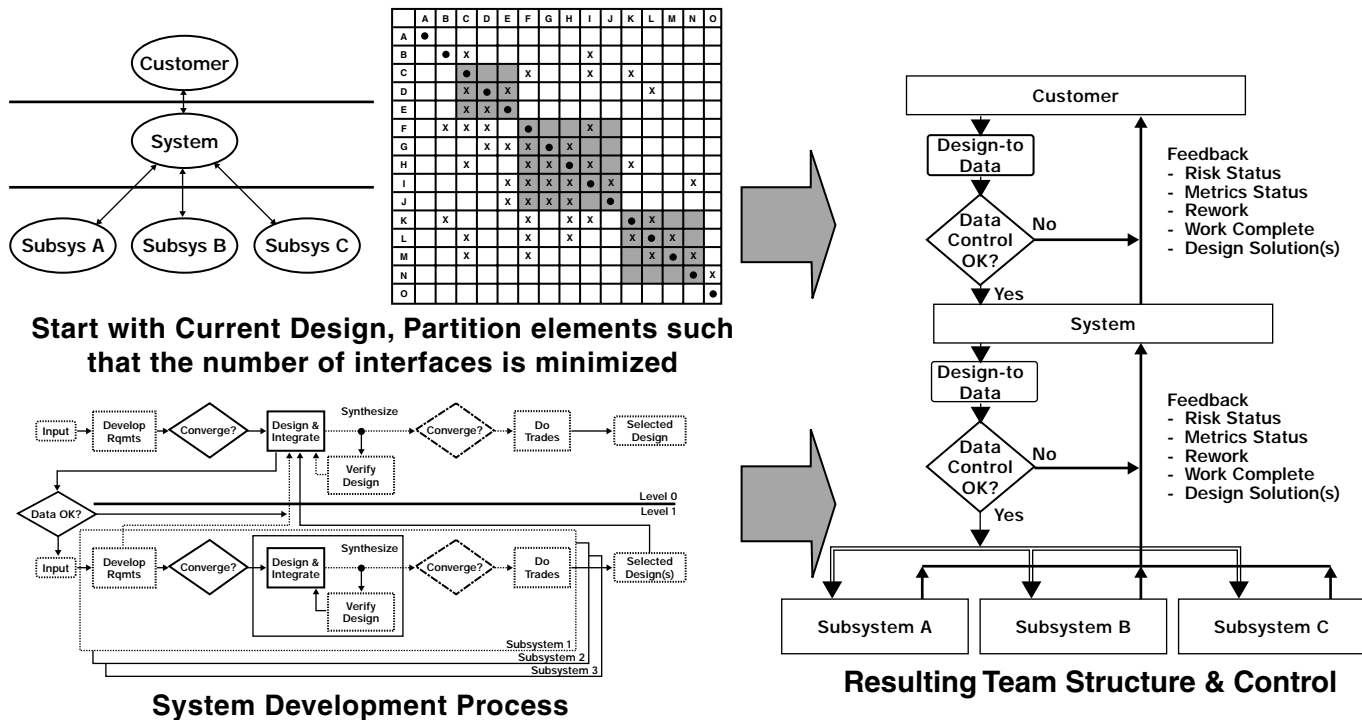 Customer
System
Subsys A
Subsys B
Subsys C
A B C D E F G H I J K L M N O
A ●
B ● X X
C ● X X X
D X ● X X
E X X ●
F X X X ● X
G X X X ● X
H X X X ● X X
I X X X X ● X X
J X X X X ●
K X X X X ● X
L X X X X ● X
M X X X ● X
N ● X
O ●
Start with Current Design, Partition elements such
that the number of interfaces is minimized
Input
Develop
Rqmts
Converge?
Design &
Integrate
Synthesize
Verify
Design
Converge?
Do
Trades
Selected
Design
Data OK?
Level 0
Level 1
Input
Develop
Rqmts
Converge?
Design &
Integrate
Synthesize
Verify
Design
Converge?
Do
Trades
Selected
Design(s)
Subsystem 1
Subsystem 2
Subsystem 3
System Development Process
Customer
Design-to
Data
Data
Control
OK?
No
Yes
Feedback
- Risk Status
- Metrics Status
- Rework
- Work Complete
- Design Solution(s)
System
Design-to
Data
Data
Control
OK?
No
Yes
Feedback
- Risk Status
- Metrics Status
- Rework
- Work Complete
- Design Solution(s)
Subsystem A
Subsystem B
Subsystem C
Resulting Team Structure & Control